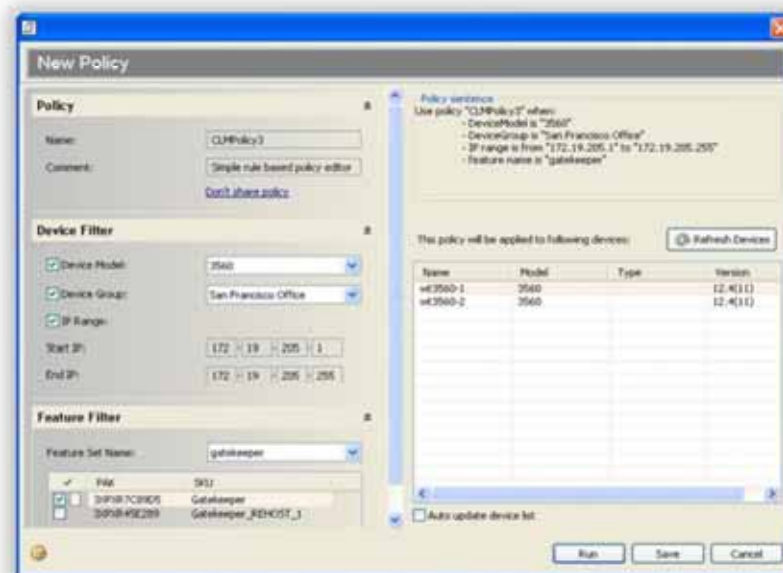 New Policy
Policy
Name: CLMPolicy3
Comment: Simple rule based policy editor
Don't share policy
Device Filter
Device Model: 3560
Device Group: San Francisco Office
IP Range:
Start IP: 172 . 19 . 205 . 1
End IP: 172 . 19 . 205 . 255
Feature Filter
Feature Set Name: gatekeeper
PAK SKU
Gatekeeper
Gatekeeper_REHOST_1
Policy sentence
Use policy "CLMPolicy3" when:
- DeviceModel is "3560"
- DeviceGroup is "San Francisco Office"
- IP range is from "172.19.205.1" to "172.19.205.255"
- feature name is "gatekeeper"
This policy will be applied to following devices:
Refresh Devices
Name Model Type Version
wt3560-1 3560 12.4(11)
wt3560-2 3560 12.4(11)
Auto update device list
Run Save Cancel